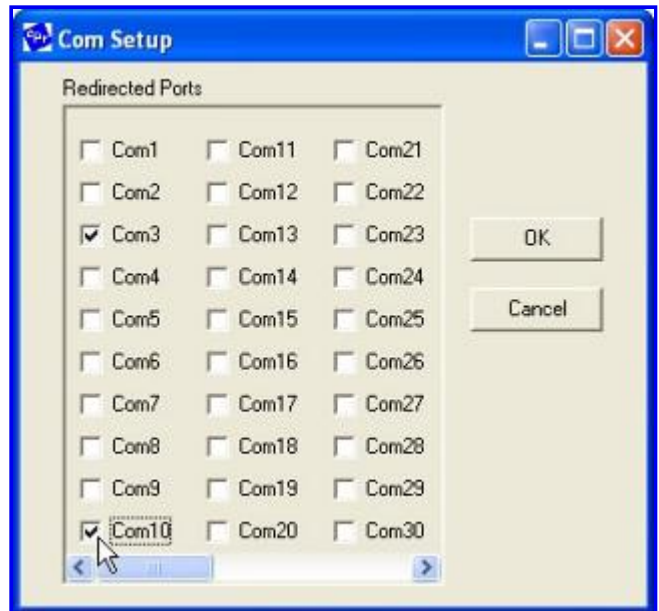 CPR Com Setup
Redirected Ports
Com1 Com11 Com21
Com2 Com12 Com22
Com3 Com13 Com23
OK
Com4 Com14 Com24
Cancel
Com5 Com15 Com25
Com6 Com16 Com26
Com7 Com17 Com27
Com8 Com18 Com28
Com9 Com19 Com29
Com10 Com20 Com30